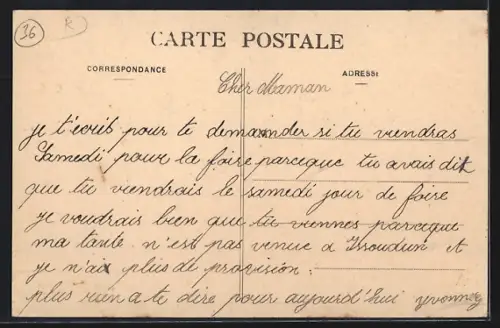 36
R
CARTE POSTALE
CORRESPONDANCE
ADRESSE
Cher Maman
je t'ecris pour te demander si tu viendras
Samedi pour la foire parceque tu avais dit
que tu viendrais le samedi jour de foire
je voudrais bien que tu viennes parceque
ma tante n'est pas venue a Issoudun et
je n'ai plus de provision.
plus rien a te dire pour aujourd'hui yvonne